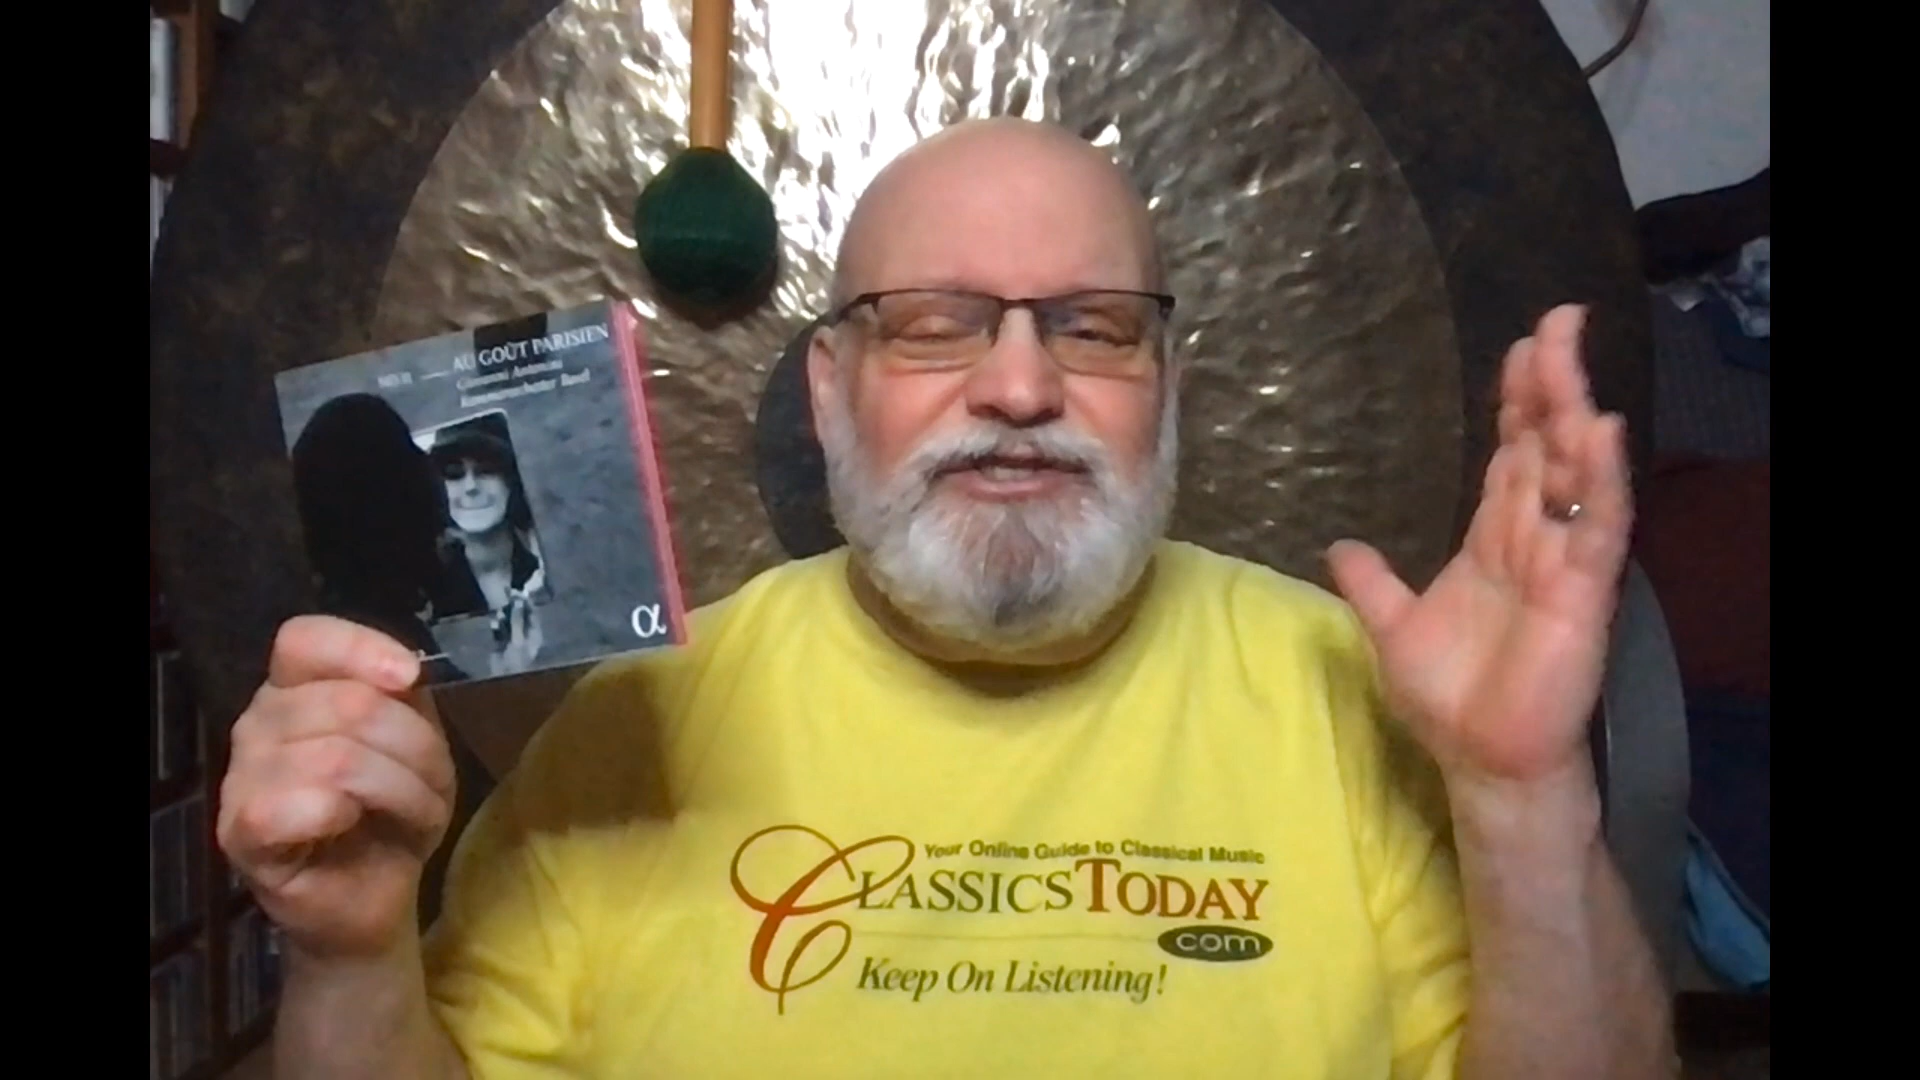 AU GOÛT PARISIEN
Giovanni Antonini
Kammerorchester Basel
α
Your Online Guide to Classical Music
CLASSICSTODAY
com
Keep On Listening!